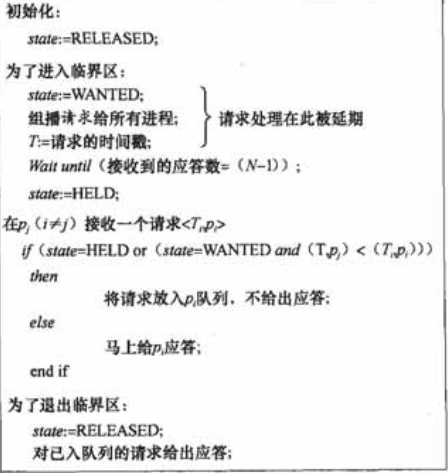 初始化：
state:=RELEASED;
为了进入临界区：
state:=WANTED;
组播请求给所有进程;
请求处理在此被延期
T:=请求的时间戳;
Wait until（接收到的应答数=（N-1））;
state:=HELD;
在pj（i≠j）接收一个请求<Ti,pi>
if（state=HELD or（state=WANTED and（T,pj）<（Ti,pi）））
then
将请求放入pi队列，不给出应答;
else
马上给pi应答;
end if
为了退出临界区：
state:=RELEASED;
对已入队列的请求给出应答;